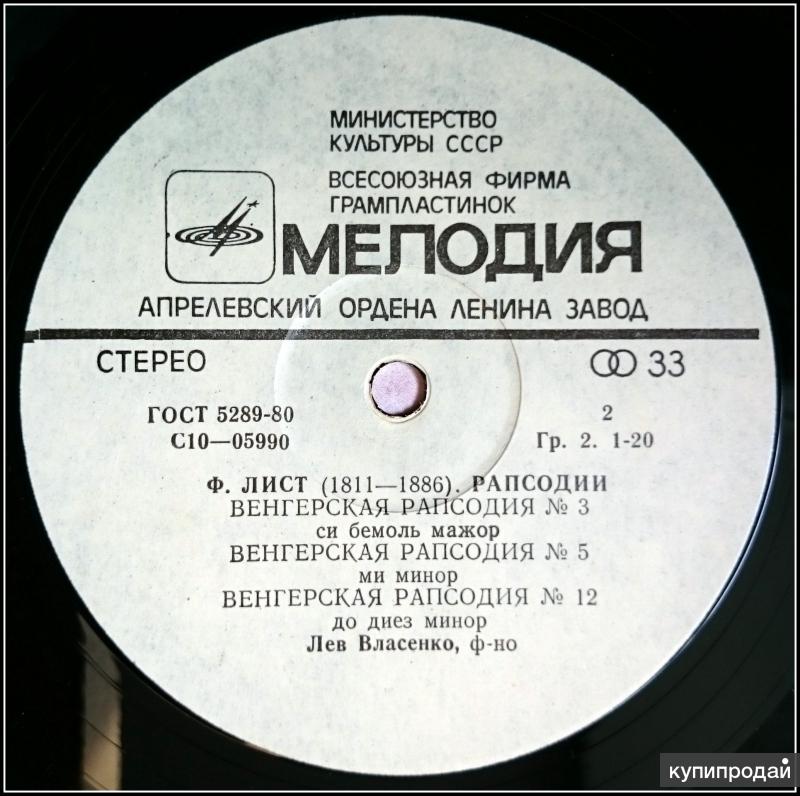 МИНИСТЕРСТВО
КУЛЬТУРЫ СССР
ВСЕСОЮЗНАЯ ФИРМА
ГРАМПЛАСТИНОК
МЕЛОДИЯ
АПРЕЛЕВСКИЙ ОРДЕНА ЛЕНИНА ЗАВОД
СТЕРЕО 33
ГОСТ 5289-80 2
С10—05990 Гр. 2. 1-20
Ф. ЛИСТ (1811—1886). РАПСОДИИ
ВЕНГЕРСКАЯ РАПСОДИЯ № 3
си бемоль мажор
ВЕНГЕРСКАЯ РАПСОДИЯ № 5
ми минор
ВЕНГЕРСКАЯ РАПСОДИЯ № 12
до диез минор
Лев Власенко, ф-но
купипродай